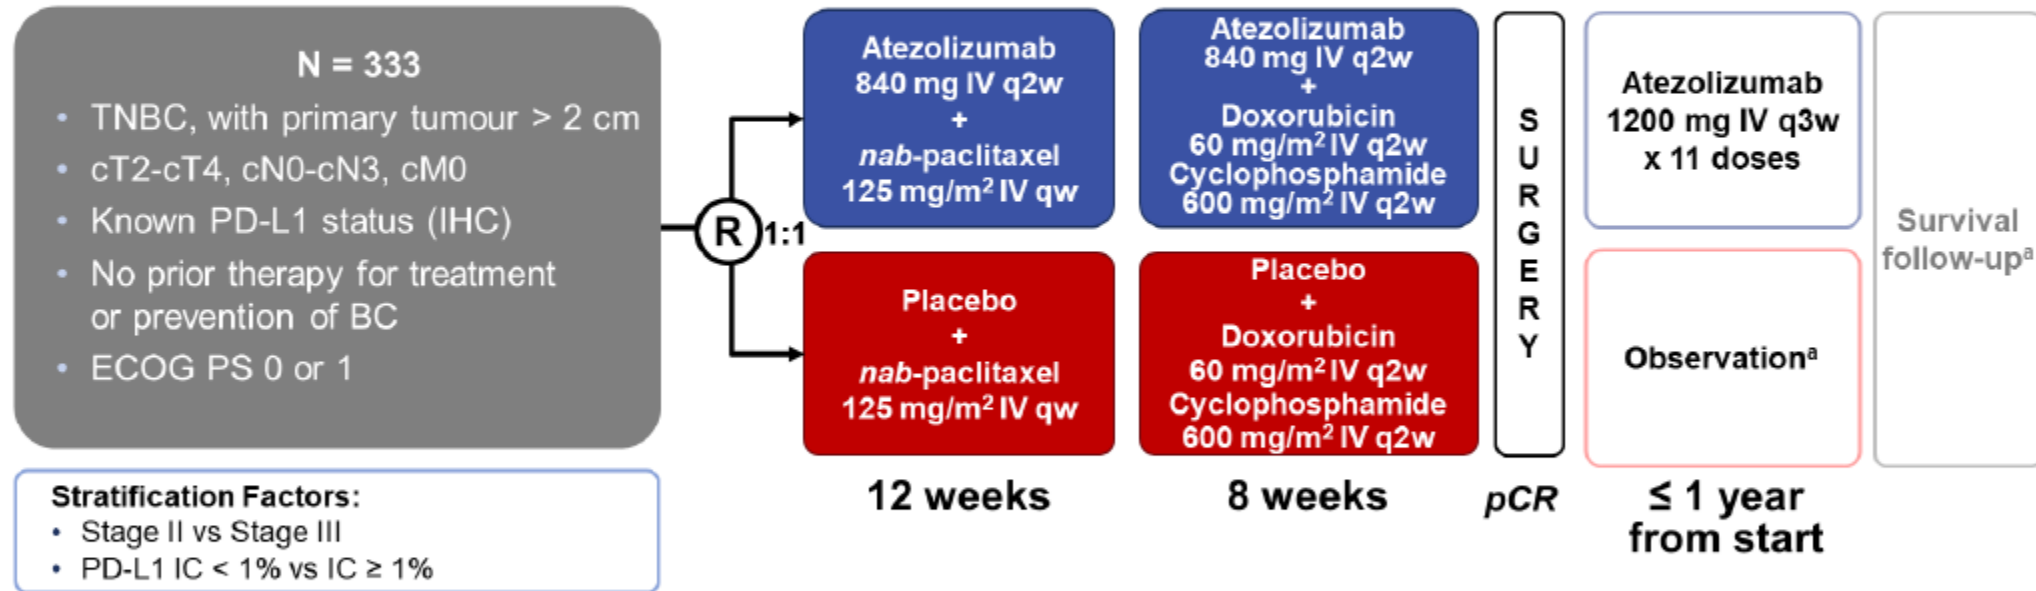 N = 333
• TNBC, with primary tumour > 2 cm
• cT2-cT4, cN0-cN3, cM0
• Known PD-L1 status (IHC)
• No prior therapy for treatment
or prevention of BC
• ECOG PS 0 or 1
Stratification Factors:
• Stage II vs Stage III
• PD-L1 IC < 1% vs IC ≥ 1%
R 1:1
Atezolizumab
840 mg IV q2w
+
nab-paclitaxel
125 mg/m² IV qw
Placebo
+
nab-paclitaxel
125 mg/m² IV qw
12 weeks
Atezolizumab
840 mg IV q2w
+
Doxorubicin
60 mg/m² IV q2w
Cyclophosphamide
600 mg/m² IV q2w
Placebo
+
Doxorubicin
60 mg/m² IV q2w
Cyclophosphamide
600 mg/m² IV q2w
8 weeks
SURGERY
pCR
Atezolizumab
1200 mg IV q3w
x 11 doses
Observationᵃ
≤ 1 year
from start
Survival
follow-upᵃ